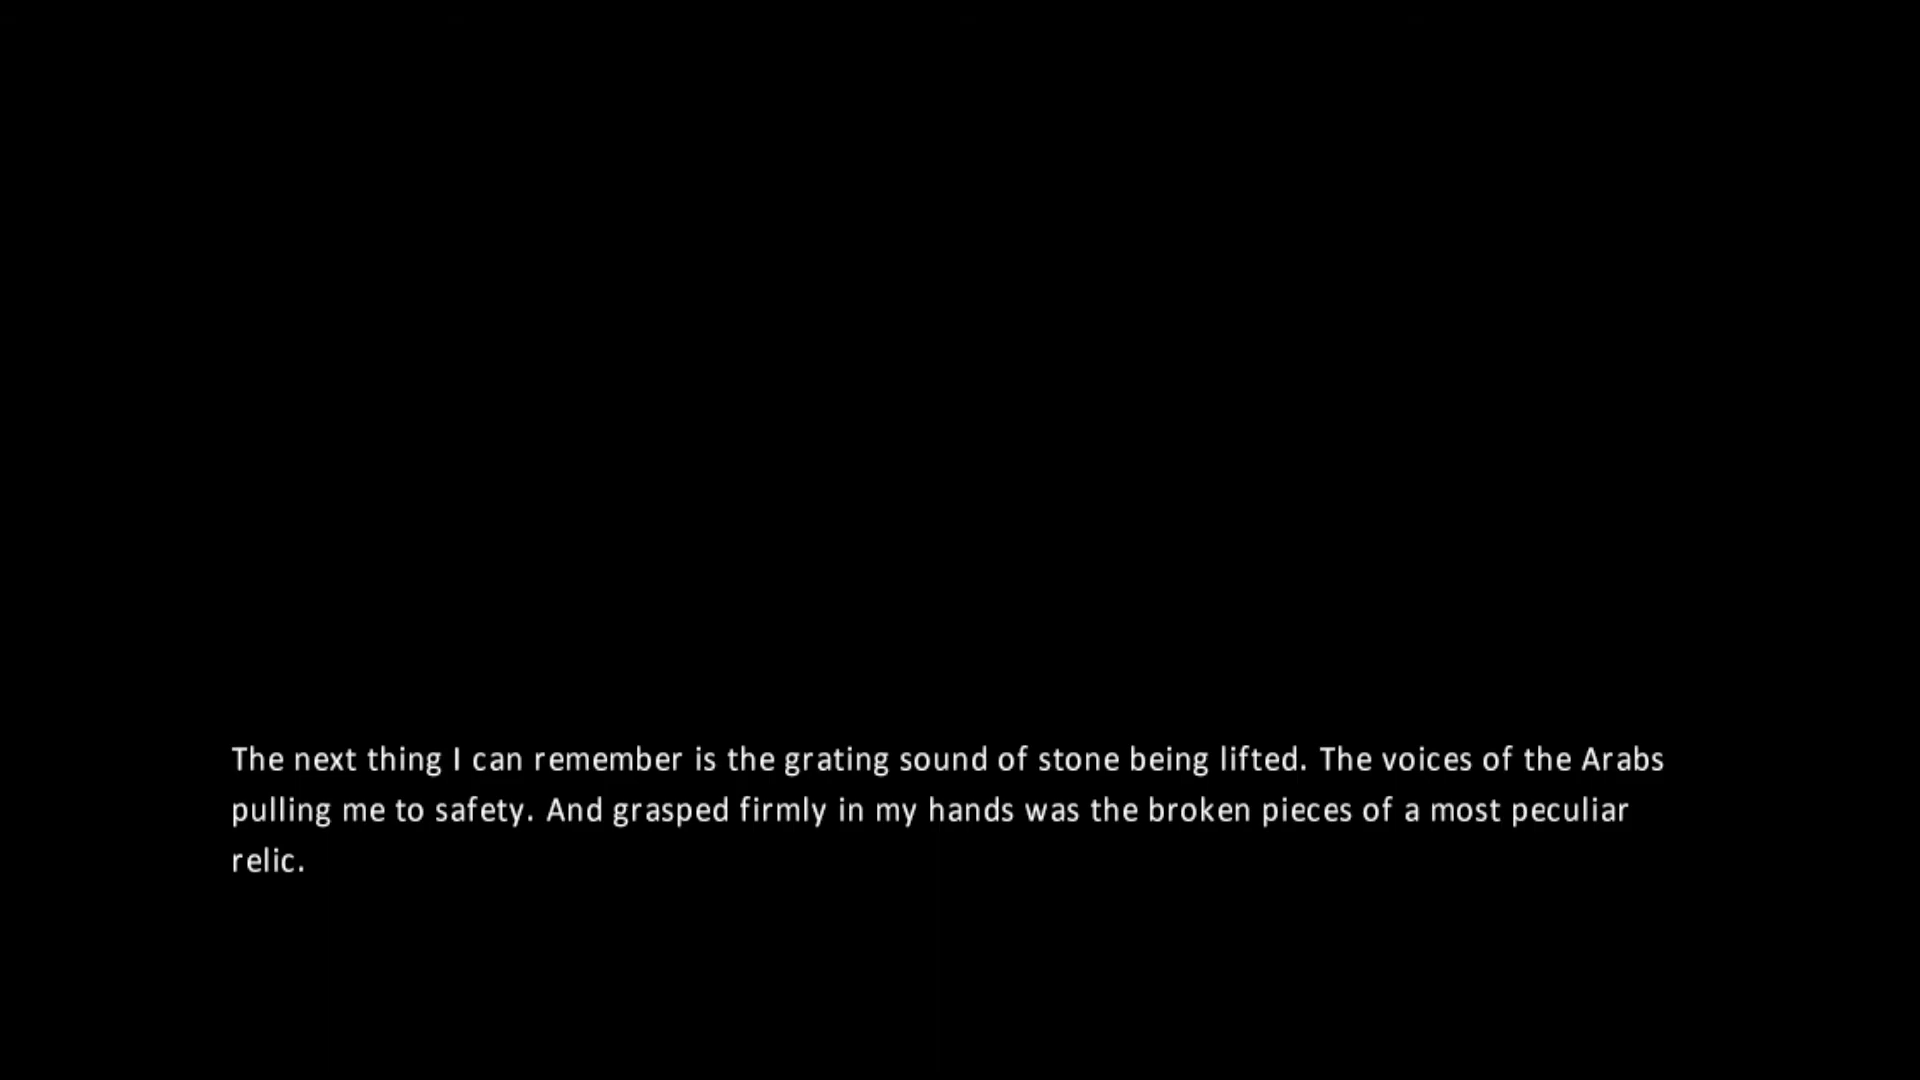 The next thing I can remember is the grating sound of stone being lifted. The voices of the Arabs
pulling me to safety. And grasped firmly in my hands was the broken pieces of a most peculiar
relic.